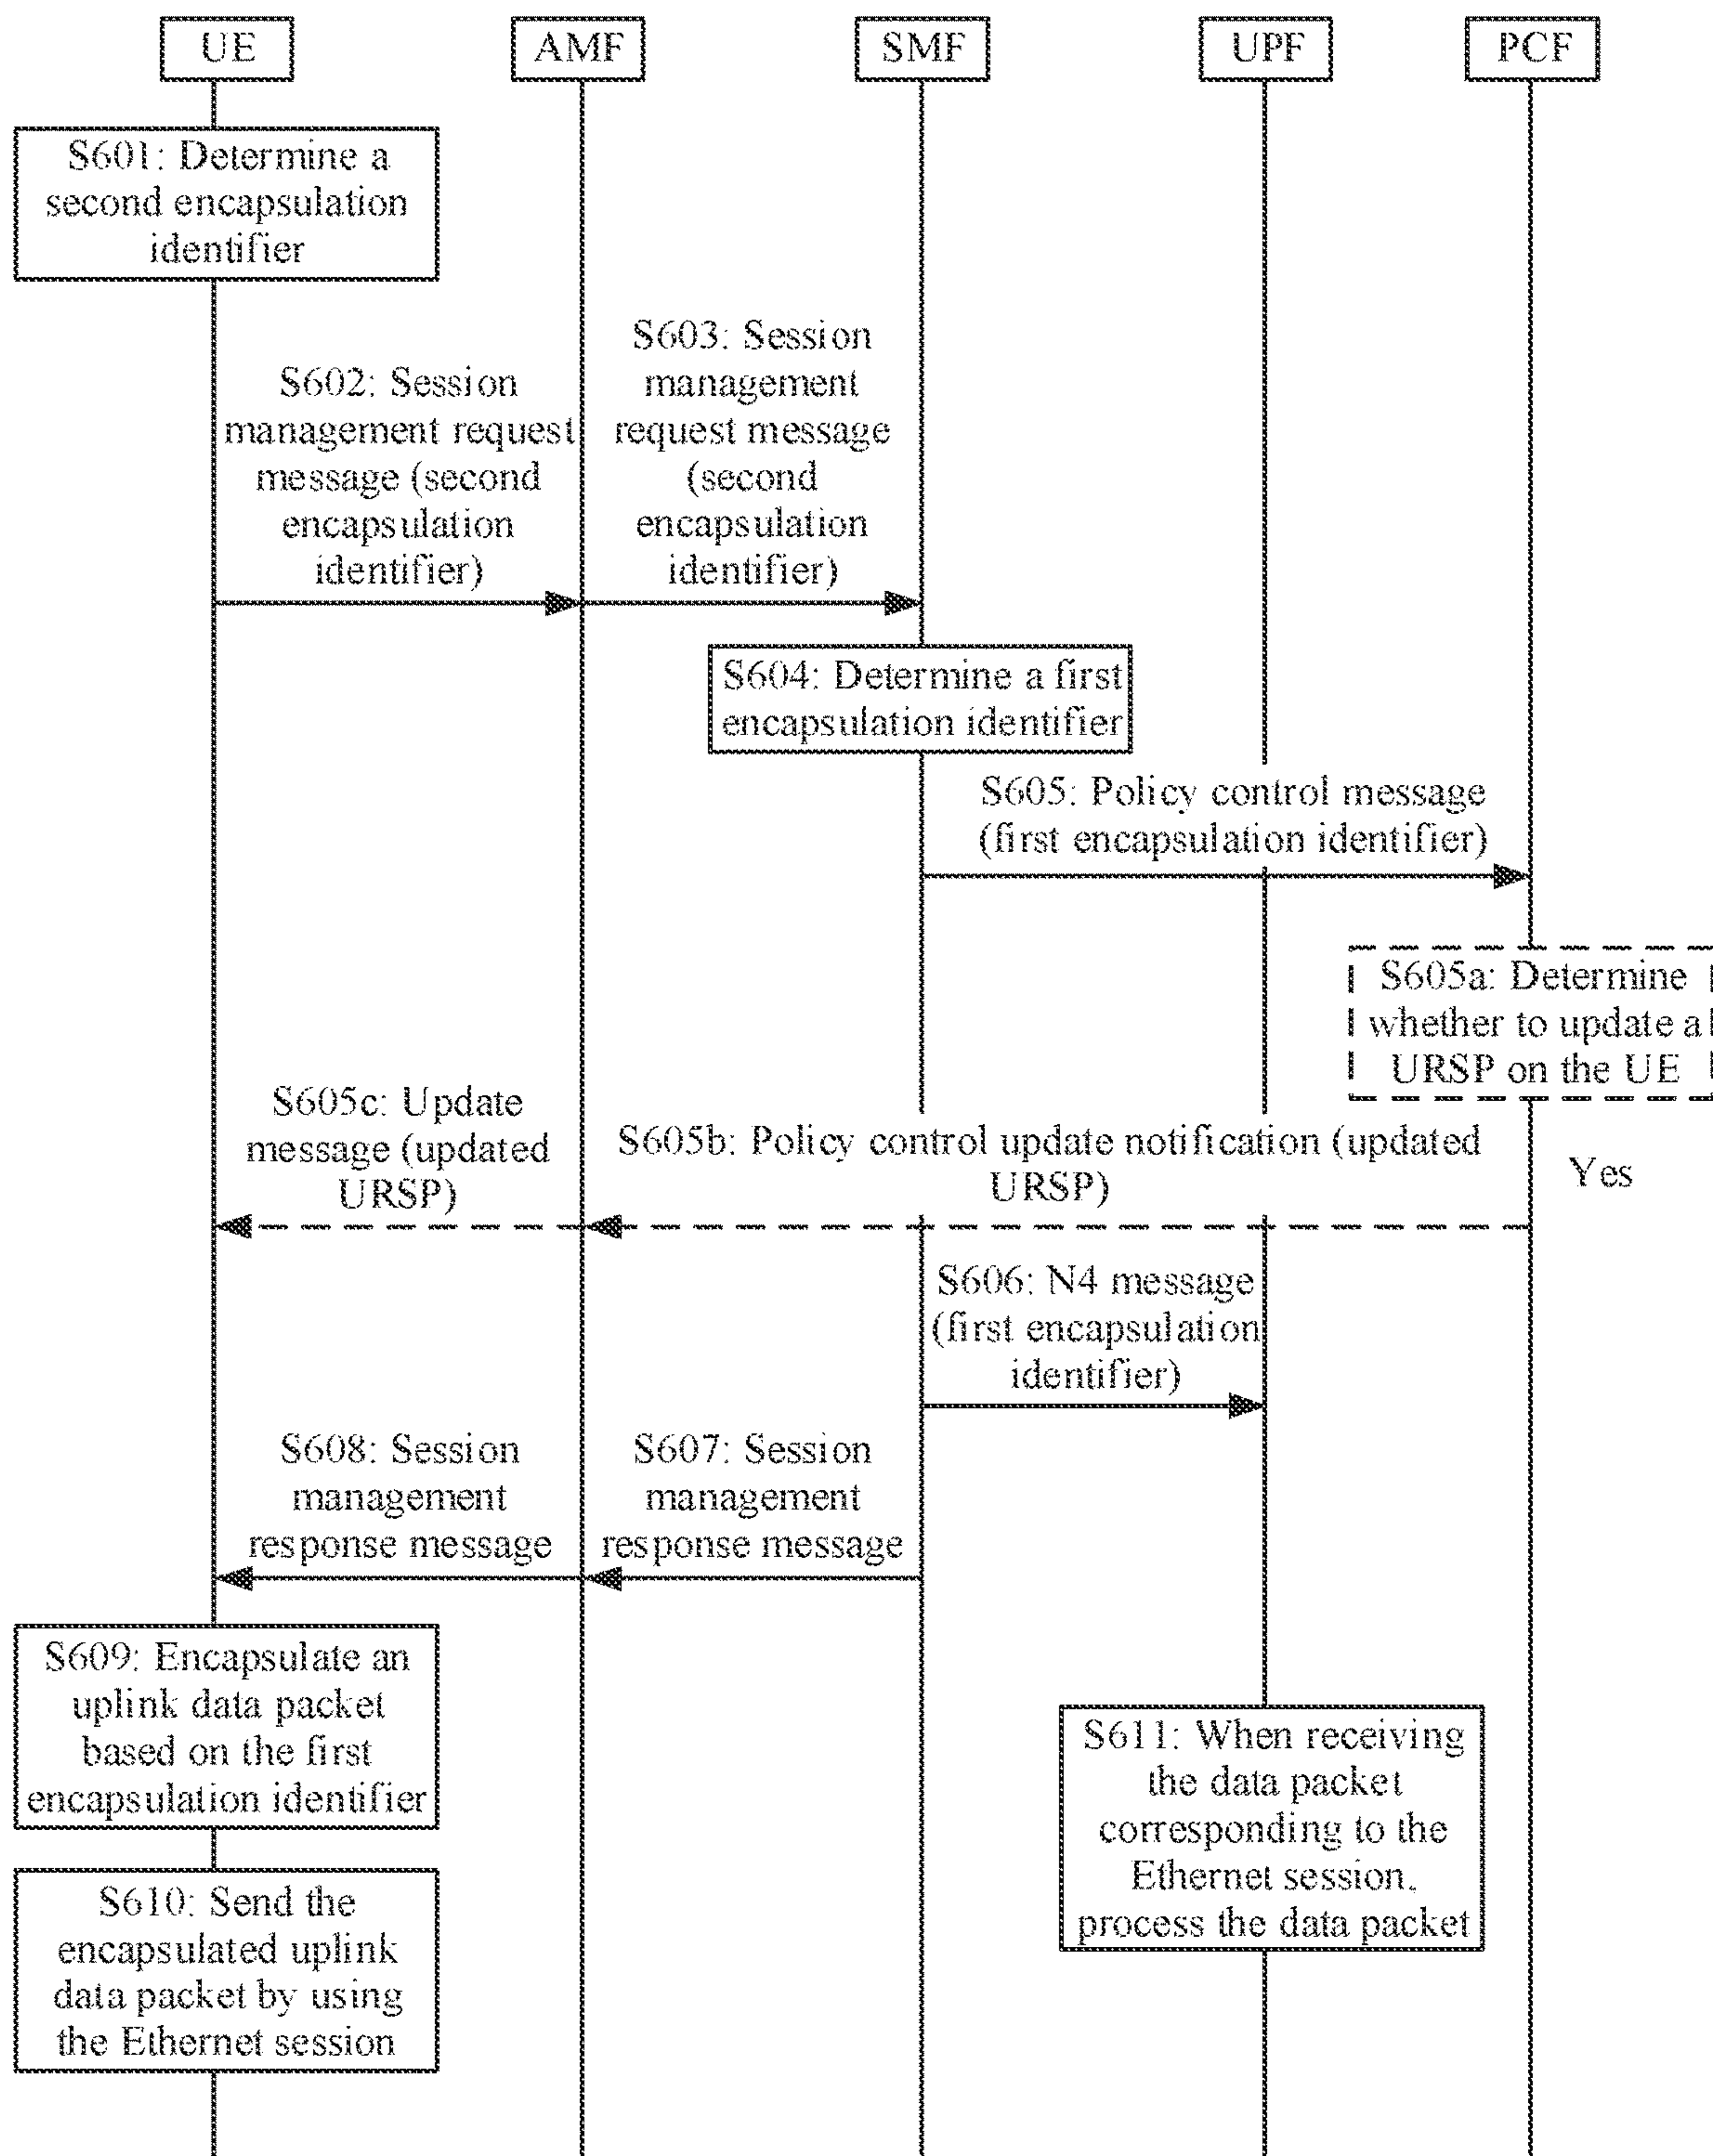 UE
AMF
SMF
UPF
PCF
S601: Determine a
second encapsulation
identifier
S602: Session
management request
message (second
encapsulation
identifier)
S603: Session
management
request message
(second
encapsulation
identifier)
S604: Determine a first
encapsulation identifier
S605: Policy control message
(first encapsulation identifier)
S605a: Determine
whether to update a
URSP on the UE
S605c: Update
message (updated
URSP)
S605b: Policy control update notification (updated
URSP)
Yes
S606: N4 message
(first encapsulation
identifier)
S608: Session
management
response message
S607: Session
management
response message
S609: Encapsulate an
uplink data packet
based on the first
encapsulation identifier
S611: When receiving
the data packet
corresponding to the
Ethernet session,
process the data packet
S610: Send the
encapsulated uplink
data packet by using
the Ethernet session